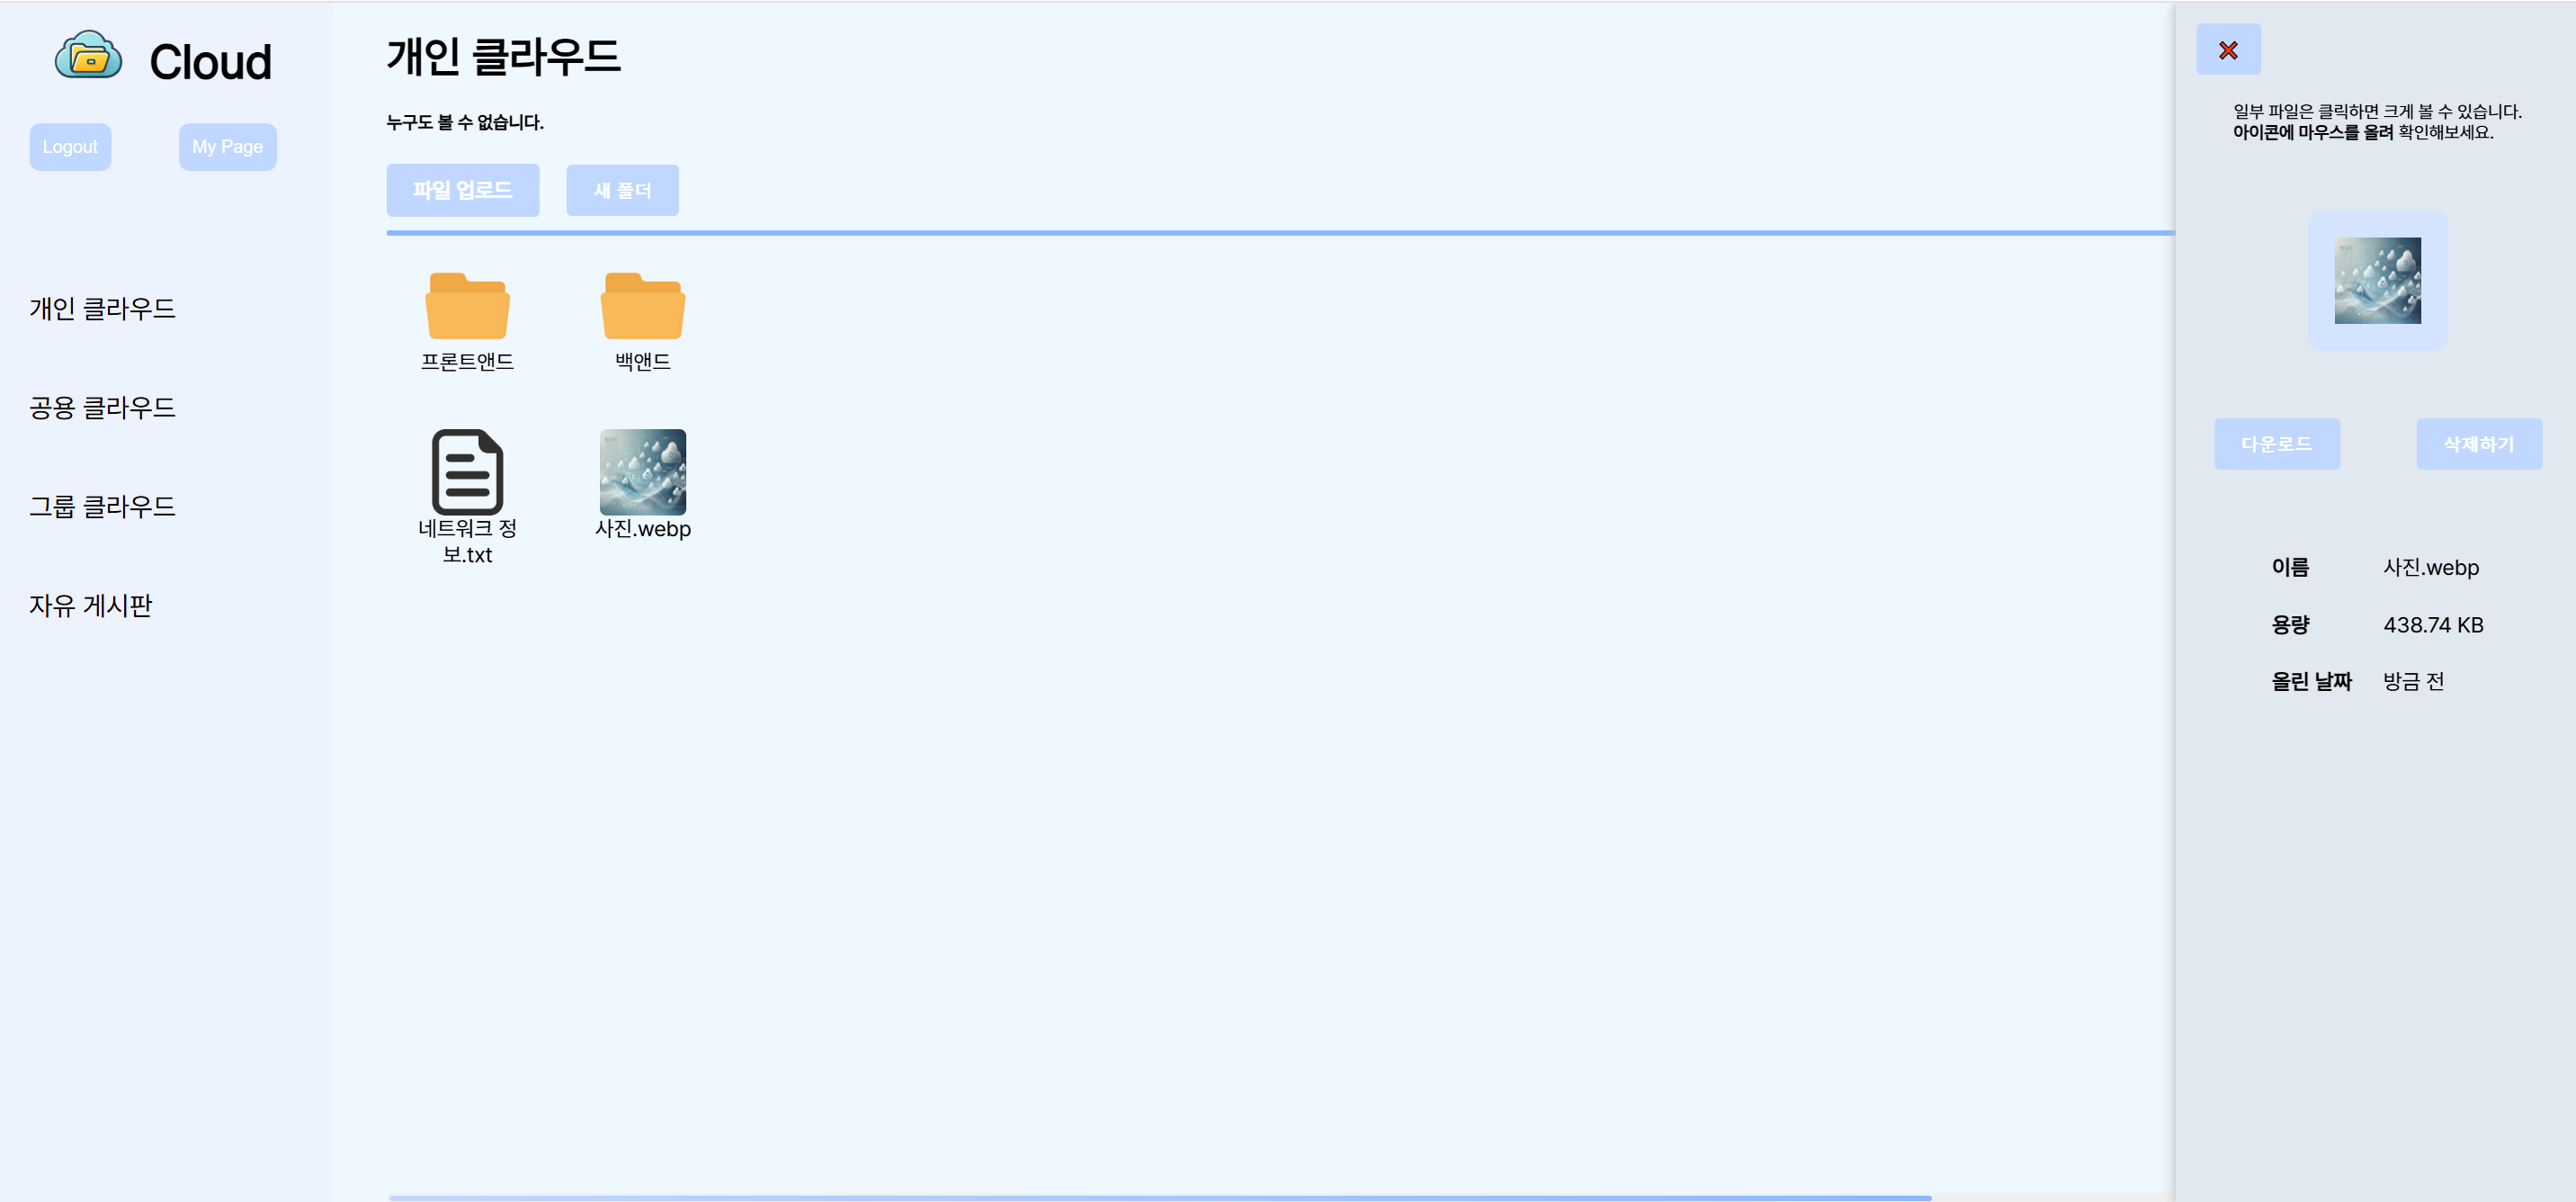 Cloud
Logout
My Page
개인 클라우드
공용 클라우드
그룹 클라우드
자유 게시판
개인 클라우드
누구도 볼 수 없습니다.
파일 업로드
새 폴더
프론트앤드
백앤드
네트워크 정
보.txt
사진.webp
일부 파일은 클릭하면 크게 볼 수 있습니다.
아이콘에 마우스를 올려 확인해보세요.
다운로드
삭제하기
이름 사진.webp
용량 438.74 KB
올린 날짜 방금 전